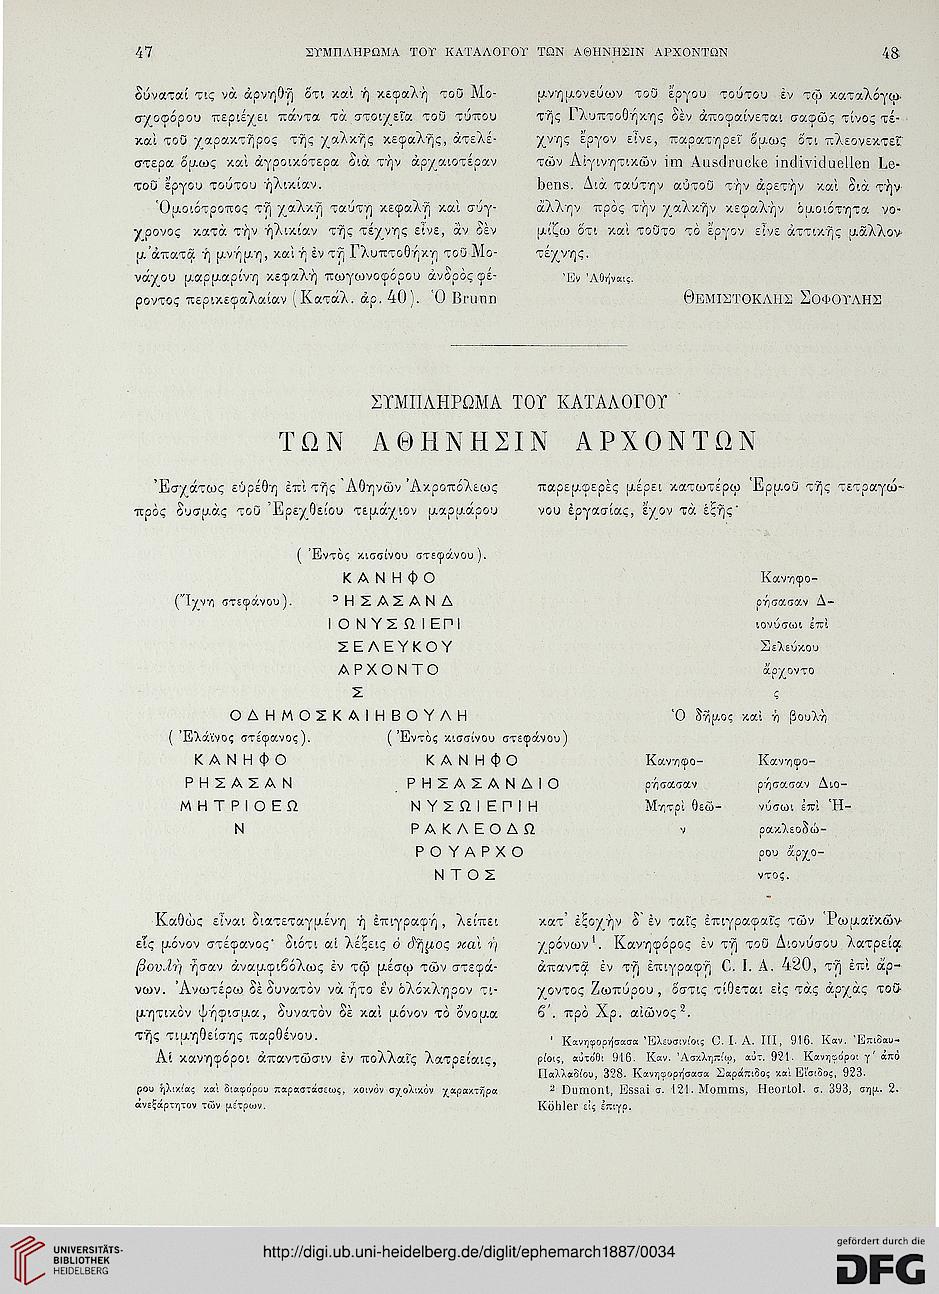 47
ΣΥΜΠΛΗΡΩΜΑ ΤΟΥ ΚΑΤΑΛΟΓΟΥ ΤΩΝ ΑΘΗΝΗΣΙΝ ΑΡΧΟΝΤΩΝ
48
δύναταί τις νὰ ἀρνηθῇ ὅτι καὶ ἡ κεφαλὴ τοῦ Μο-
σχοφόρου περιέχει πάντα τὰ στοιχεῖα τοῦ τύπου
καὶ τοῦ χαρακτῆρος τῆς χαλκῆς κεφαλῆς, ἀτελέ-
στερα ὅμως καὶ ἀγροικότερα διὰ τὴν ἀρχαιοτέραν
τοῦ ἔργου τούτου ἡλικίαν.
Ὁμοιότροπος τῇ χαλκῇ ταύτῃ κεφαλῇ καὶ σύγ-
χρονος κατὰ τὴν ἡλικίαν τῆς τέχνης εἶνε, ἂν δὲν
μ᾽ἀπατᾷ ἡ μνήμη, καὶ ἡ ἐν τῇ Γλυπτοθήκῃ τοῦ Μο-
νάχου μαρμαρίνη κεφαλὴ πωγωνοφόρου ἀνδρὸς φέ-
ροντος περικεφαλαίαν (Κατάλ. ἀρ. 40). Ὁ Brunn
μνημονεύων τοῦ ἔργου τούτου ἐν τῷ καταλόγῳ
τῆς Γλυπτοθήκης δὲν ἀποφαίνεται σαφῶς τίνος τέ-
χνης ἔργον εἶνε, παρατηρεῖ ὅμως ὅτι πλεονεκτεῖ
τῶν Αἰγινητικῶν im Ausdrucke individuellen Le-
bens. Διὰ ταύτην αὐτοῦ τὴν ἀρετὴν καὶ διὰ τὴν
ἄλλην πρὸς τὴν χαλκῆν κεφαλὴν ὁμοιότητα νο-
μίζω ὅτι καὶ τοῦτο τὸ ἔργον εἶνε ἀττικῆς μᾶλλον
τέχνης.
Ἐν Ἀθήναις.
ΘΕΜΙΣΤΟΚΛΗΣ ΣΟΦΟΥΛΗΣ
ΣΥΜΠΛΗΡΩΜΑ ΤΟΥ ΚΑΤΑΛΟΓΟΥ
ΤΩΝ ΑΘΗΝΗΣΙΝ ΑΡΧΟΝΤΩΝ
Ἐσχάτως εὑρέθη ἐπὶ τῆς Ἀθηνῶν Ἀκροπόλεως
πρὸς δυσμὰς τοῦ Ἐρεχθείου τεμάχιον μαρμάρου
παρεμφερὲς μέρει κατωτέρῳ Ἑρμοῦ τῆς τετραγώ-
νου ἐργασίας, ἔχον τὰ ἑξῆς·
(Ἐντὸς κισσίνου στεφάνου).
ΚΑΝΗΦΟ
Κανηφο-
(Ἴχνη στεφάνου). ΡΗΣΑΣΑΝΔ
ρήσασαν Δ-
ΙΟΝΥΣΩΙΕΠΙ
ιονύσωι ἐπὶ
ΣΕΛΕΥΚΟΥ
Σελεύκου
ΑΡΧΟΝΤΟ
ἄρχοντο
Σ
ς
ΟΔΗΜΟΣΚΑΙΗΒΟΥΛΗ
Ὁ δῆμος καὶ ἡ βουλὴ
(Ἐλάϊνος στέφανος). (Ἐντὸς κισσίνου στεφάνου)
ΚΑΝΗΦΟ ΚΑΝΗΦΟ
Κανηφο- Κανηφο-
ΡΗΣΑΣΑΝ ΡΗΣΑΣΑΝΔΙΟ
ρήσασαν ρήσασαν Διο-
ΜΗΤΡΙΘΕΩ ΝΥΣΩΙΕΠΙΗ
Μητρὶ θεῶ- νύσωι ἐπὶ Ἡ-
Ν ΡΑΚΛΕΟΔΩ
ν ρακλεοδώ-
ΡΟΥΑΡΧΟ
ρου ἄρχο-
ΝΤΟΣ
ντος.
Καθὼς εἶναι διατεταγμένη ἡ ἐπιγραφή, λείπει
εἷς μόνον στέφανος· διότι αἱ λέξεις ὁ δῆμος καὶ ἡ
βουλὴ ἦσαν ἀναμφιβόλως ἐν τῷ μέσῳ τῶν στεφά-
νων. Ἀνωτέρω δὲ δυνατὸν νὰ ἦτο ἓν ὁλόκληρον τι-
μητικὸν ψήφισμα, δυνατὸν δὲ καὶ μόνον τὸ ὄνομα
τῆς τιμηθείσης παρθένου.
Αἱ κανηφόροι ἀπαντῶσιν ἐν πολλαῖς λατρείαις,
ρου ἡλικίας καὶ διαφόρου παραστάσεως, κοινὸν σχολικὸν χαρακτῆρα
ἀνεξάρτητον τῶν μέτρων.
κατ᾽ ἐξοχὴν δ᾽ ἐν ταῖς ἐπιγραφαῖς τῶν Ῥωμαϊκῶν
χρόνων¹. Κανηφόρος ἐν τῇ τοῦ Διονύσου λατρείᾳ
ἀπαντᾷ ἐν τῇ ἐπιγραφῇ C. I. A. 420, τῇ ἐπὶ ἄρ-
χοντος Ζωπύρου, ὅστις τίθεται εἰς τὰς ἀρχὰς τοῦ
β΄. πρὸ Χρ. αἰῶνος².
¹ Κανηφορήσασα Ἐλευσινίοις C. I. A. III, 916. Καν. Ἐπιδαυ-
ρίοις, αὐτόθι 916. Καν. Ἀσκληπίῳ, αὐτ. 921. Κανηφόροι γ΄ ἀπὸ
Παλλαδίου, 328. Κανηφορήσασα Σαράπιδος καὶ Εἴσιδος, 923.
² Dumont, Essai σ. 121. Momms, Heortol. σ. 393, σημ. 2.
Köhler εἰς ἐπιγρ.
UNIVERSITÄTS-
BIBLIOTHEK
HEIDELBERG
http://digi.ub.uni-heidelberg.de/diglit/ephemarch1887/0034
gefördert durch die
DFG